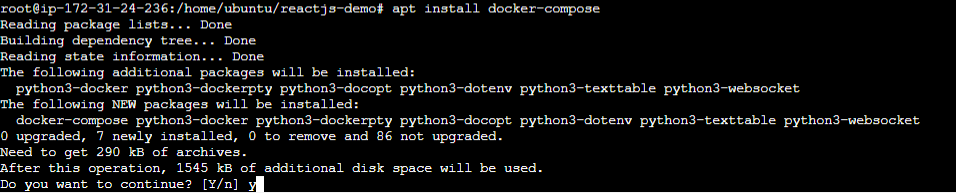 root@ip-172-31-24-236:/home/ubuntu/reactjs-demo# apt install docker-compose
Reading package lists... Done
Building dependency tree... Done
Reading state information... Done
The following additional packages will be installed:
  python3-docker python3-dockerpty python3-docopt python3-dotenv python3-texttable python3-websocket
The following NEW packages will be installed:
  docker-compose python3-docker python3-dockerpty python3-docopt python3-dotenv python3-texttable python3-websocket
0 upgraded, 7 newly installed, 0 to remove and 86 not upgraded.
Need to get 290 kB of archives.
After this operation, 1545 kB of additional disk space will be used.
Do you want to continue? [Y/n] y